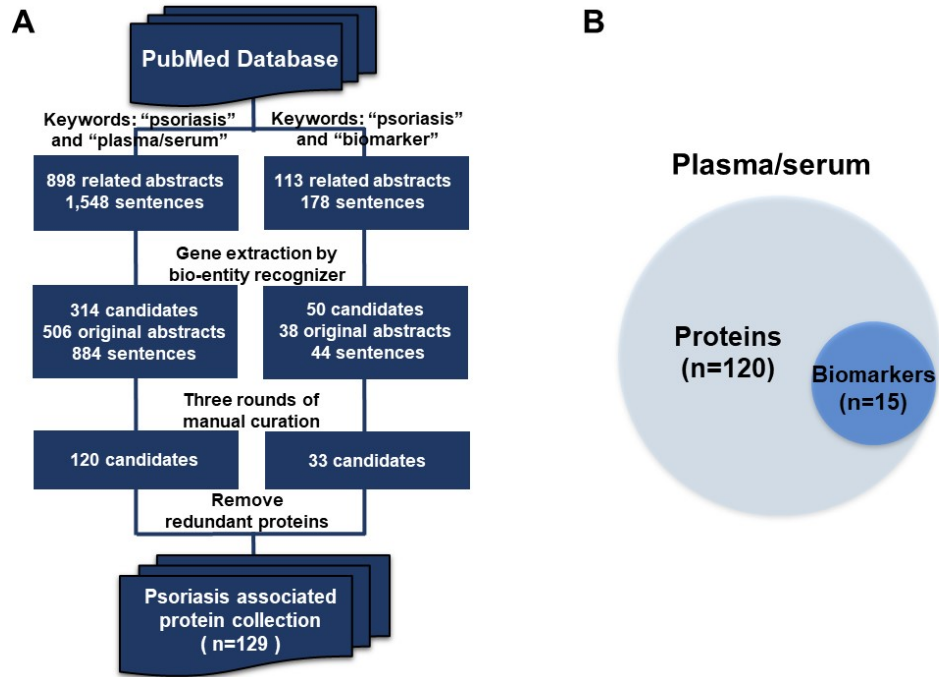 A
PubMed Database
Keywords: “psoriasis”
and “plasma/serum”
Keywords: “psoriasis”
and “biomarker”
898 related abstracts
1,548 sentences
113 related abstracts
178 sentences
Gene extraction by
bio-entity recognizer
314 candidates
506 original abstracts
884 sentences
50 candidates
38 original abstracts
44 sentences
Three rounds of
manual curation
120 candidates
33 candidates
Remove
redundant proteins
Psoriasis associated
protein collection
( n=129 )
B
Plasma/serum
Proteins
(n=120)
Biomarkers
(n=15)